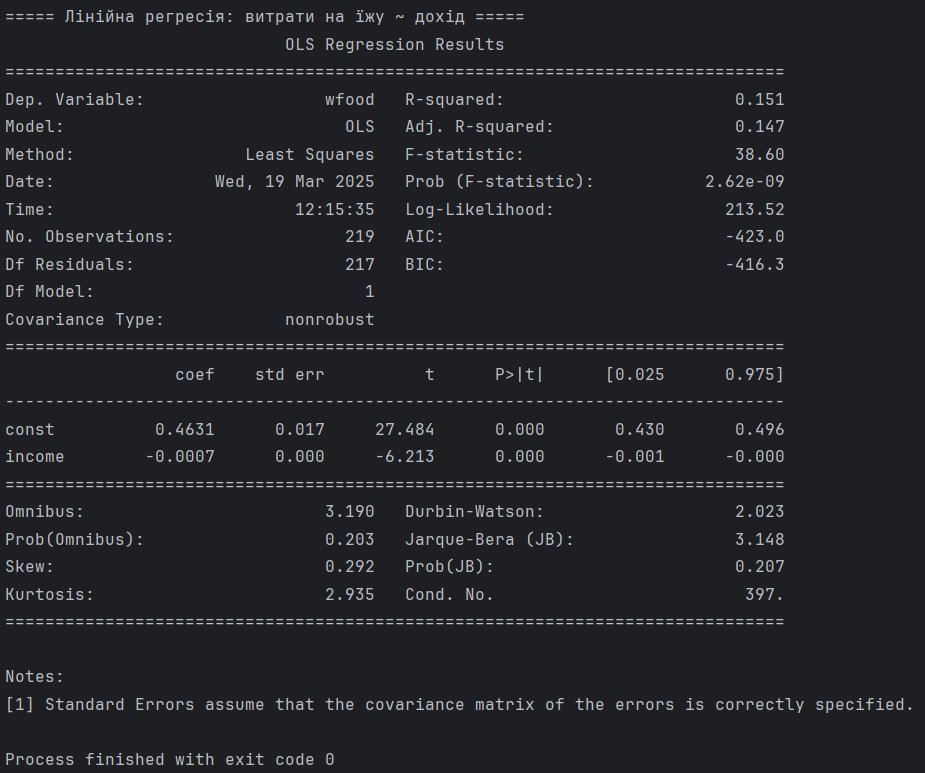 ===== Лінійна регресія: витрати на їжу ~ дохід =====
                            OLS Regression Results
==============================================================================
Dep. Variable:                  wfood   R-squared:                       0.151
Model:                            OLS   Adj. R-squared:                  0.147
Method:                 Least Squares   F-statistic:                     38.60
Date:                Wed, 19 Mar 2025   Prob (F-statistic):           2.62e-09
Time:                        12:15:35   Log-Likelihood:                 213.52
No. Observations:                 219   AIC:                            -423.0
Df Residuals:                     217   BIC:                            -416.3
Df Model:                           1
Covariance Type:            nonrobust
==============================================================================
                 coef    std err          t      P>|t|      [0.025      0.975]
------------------------------------------------------------------------------
const          0.4631      0.017     27.484      0.000       0.430       0.496
income        -0.0007      0.000     -6.213      0.000      -0.001      -0.000
==============================================================================
Omnibus:                        3.190   Durbin-Watson:                   2.023
Prob(Omnibus):                  0.203   Jarque-Bera (JB):                3.148
Skew:                           0.292   Prob(JB):                        0.207
Kurtosis:                       2.935   Cond. No.                         397.
==============================================================================

Notes:
[1] Standard Errors assume that the covariance matrix of the errors is correctly specified.

Process finished with exit code 0